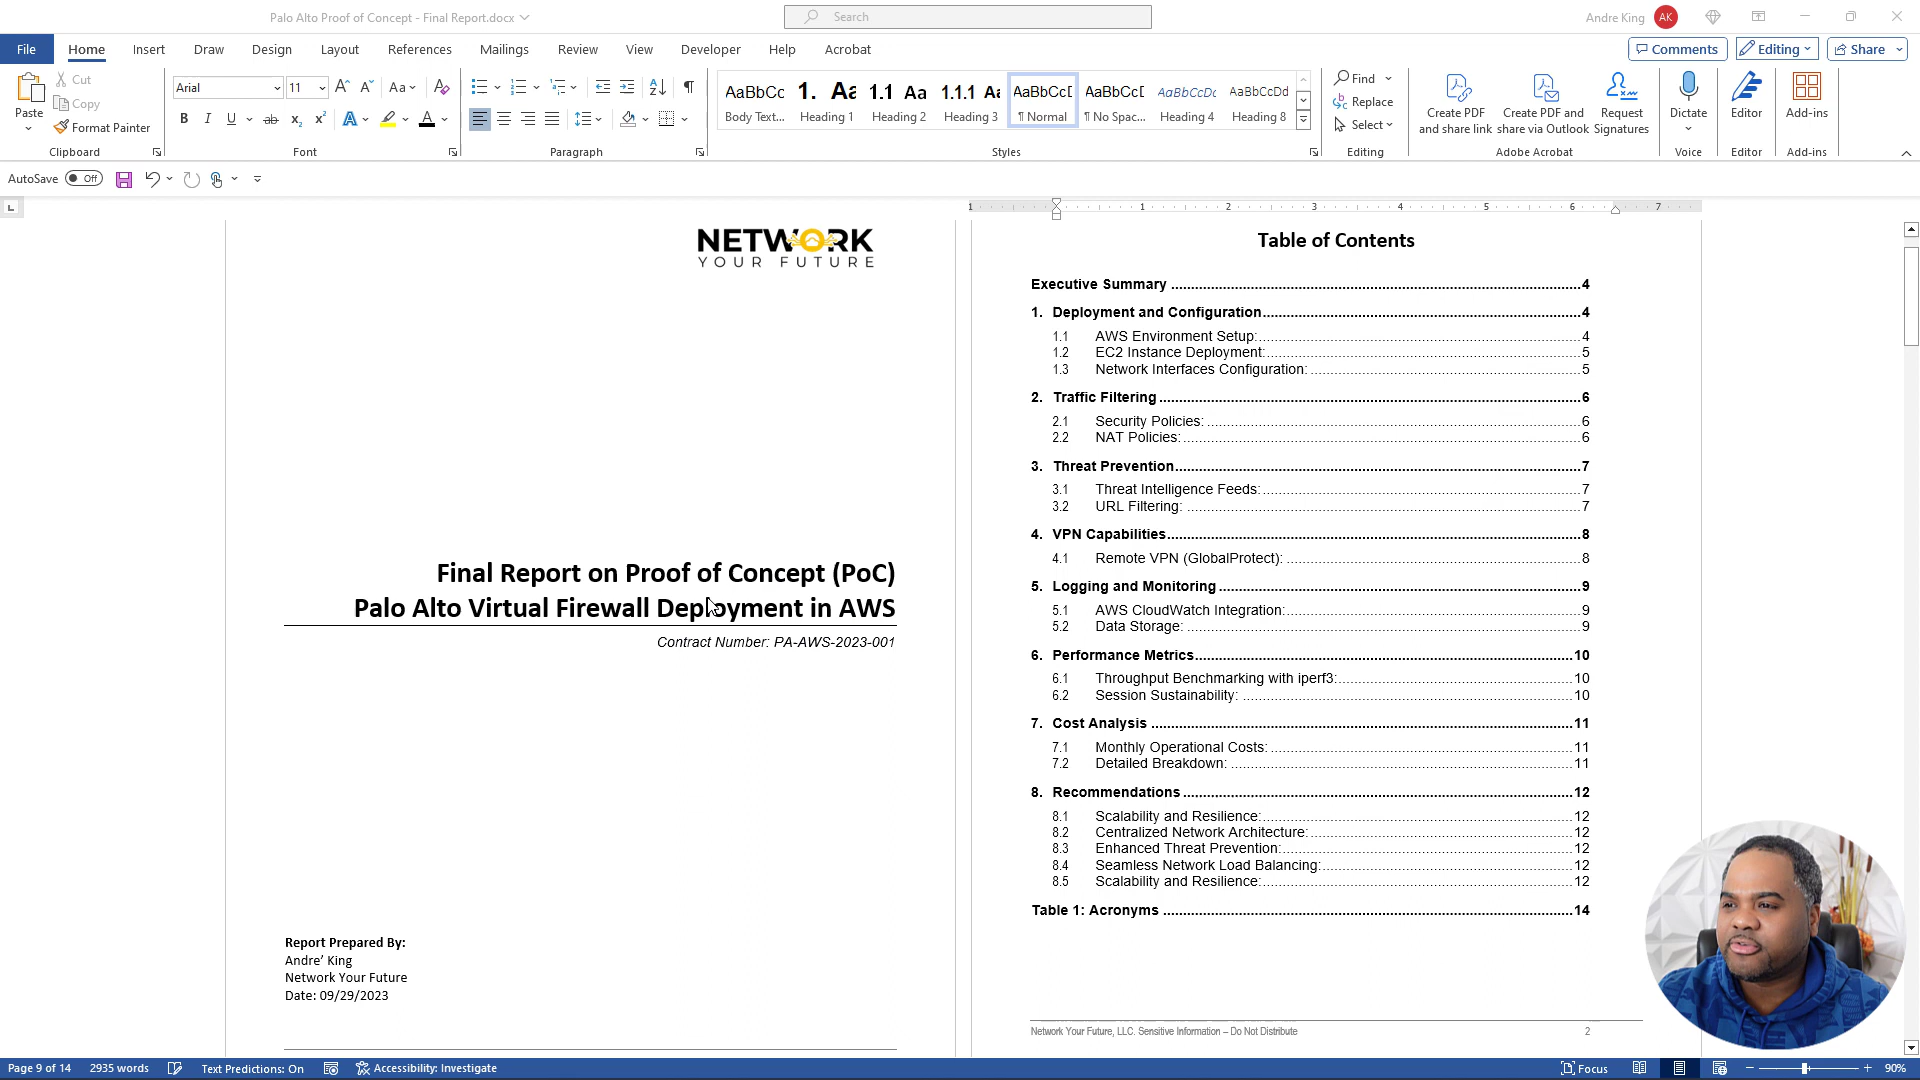 Palo Alto Proof of Concept - Final Report.docx
Search
Andre King AK
File Home Insert Draw Design Layout References Mailings Review View Developer Help Acrobat
Comments Editing Share
Paste
Cut
Copy
Format Painter
Clipboard
Arial 11
Font
Paragraph
AaBbCc 1. Aa 1.1 Aa 1.1.1 Aa AaBbCcD AaBbCcD AaBbCcDd AaBbCcDd
Body Text... Heading 1 Heading 2 Heading 3 ¶ Normal ¶ No Spac... Heading 4 Heading 8
Styles
Find
Replace
Select
Editing
Create PDF and share link
Create PDF and share via Outlook
Request Signatures
Adobe Acrobat
Dictate
Voice
Editor
Editor
Add-ins
Add-ins
AutoSave Off
1 1 2 3 4 5 6 7
NETWORK
YOUR FUTURE
Final Report on Proof of Concept (PoC)
Palo Alto Virtual Firewall Deployment in AWS
Contract Number: PA-AWS-2023-001
Report Prepared By:
Andre’ King
Network Your Future
Date: 09/29/2023
Table of Contents
Executive Summary 4
1. Deployment and Configuration 4
1.1 AWS Environment Setup: 4
1.2 EC2 Instance Deployment: 5
1.3 Network Interfaces Configuration: 5
2. Traffic Filtering 6
2.1 Security Policies: 6
2.2 NAT Policies: 6
3. Threat Prevention 7
3.1 Threat Intelligence Feeds: 7
3.2 URL Filtering: 7
4. VPN Capabilities 8
4.1 Remote VPN (GlobalProtect): 8
5. Logging and Monitoring 9
5.1 AWS CloudWatch Integration: 9
5.2 Data Storage: 9
6. Performance Metrics 10
6.1 Throughput Benchmarking with iperf3: 10
6.2 Session Sustainability: 10
7. Cost Analysis 11
7.1 Monthly Operational Costs: 11
7.2 Detailed Breakdown: 11
8. Recommendations 12
8.1 Scalability and Resilience: 12
8.2 Centralized Network Architecture: 12
8.3 Enhanced Threat Prevention: 12
8.4 Seamless Network Load Balancing: 12
8.5 Scalability and Resilience: 12
Table 1: Acronyms 14
Network Your Future, LLC. Sensitive Information – Do Not Distribute 2
Page 9 of 14 2935 words Text Predictions: On Accessibility: Investigate
Focus 90%